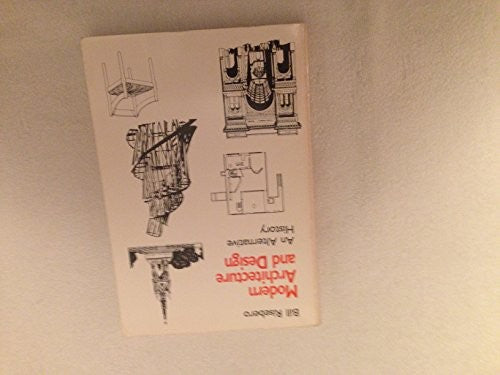 Bill Risebero
Modern
Architecture
and Design
An Alternative
History